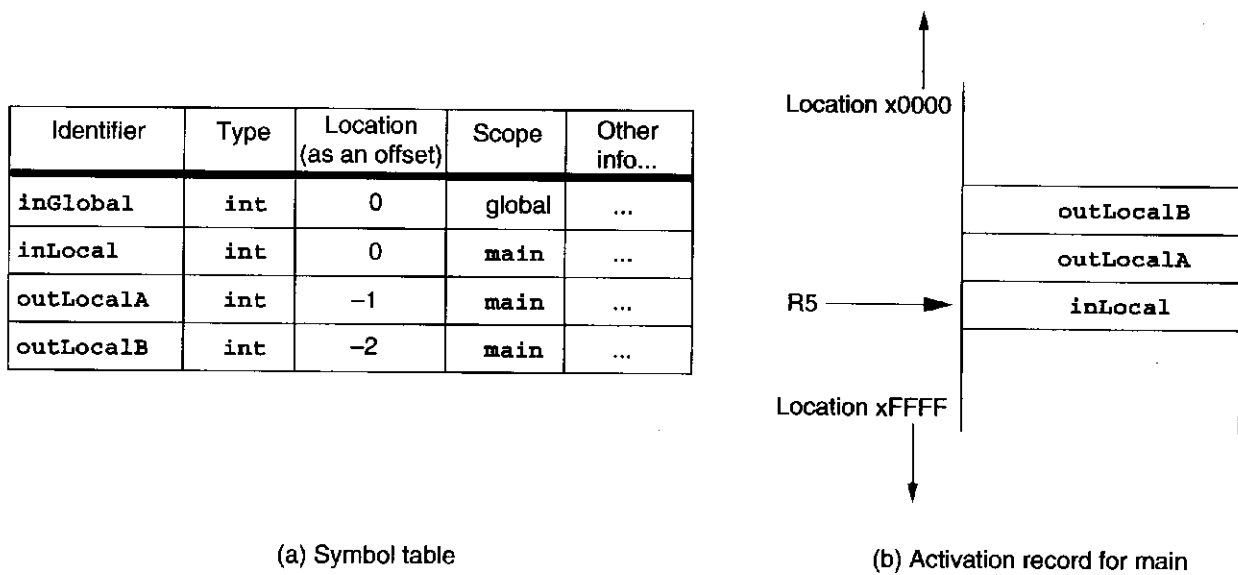 Identifier Type Location (as an offset) Scope Other info...
inGlobal int 0 global ...
inLocal int 0 main ...
outLocalA int −1 main ...
outLocalB int −2 main ...
(a) Symbol table
Location x0000
outLocalB
outLocalA
R5 inLocal
Location xFFFF
(b) Activation record for main